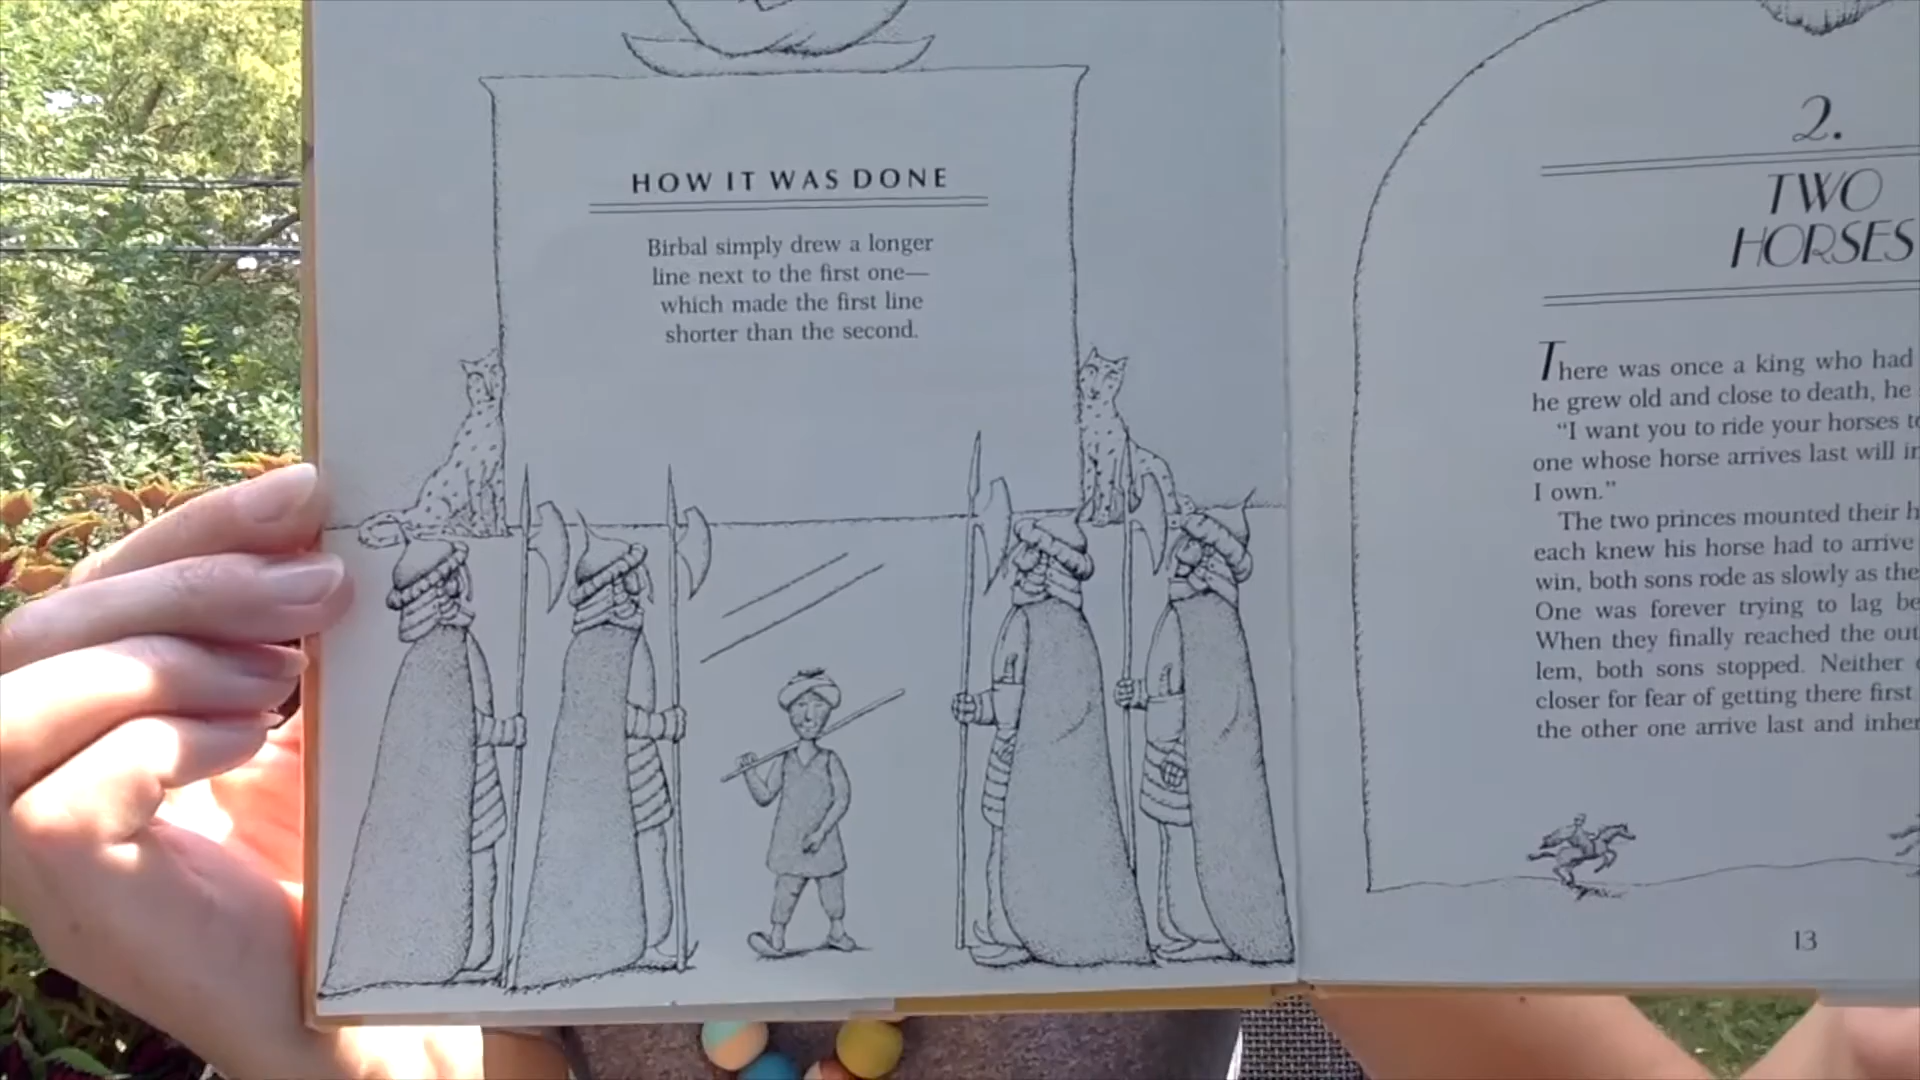 HOW IT WAS DONE
Birbal simply drew a longer
line next to the first one—
which made the first line
shorter than the second.
2.
TWO
HORSES
There was once a king who had
he grew old and close to death, he
“I want you to ride your horses
one whose horse arrives last will
I own.”
The two princes mounted their
each knew his horse had to arrive
win, both sons rode as slowly as
One was forever trying to lag
When they finally reached the
lem, both sons stopped. Neither
closer for fear of getting there first
the other one arrive last and
13